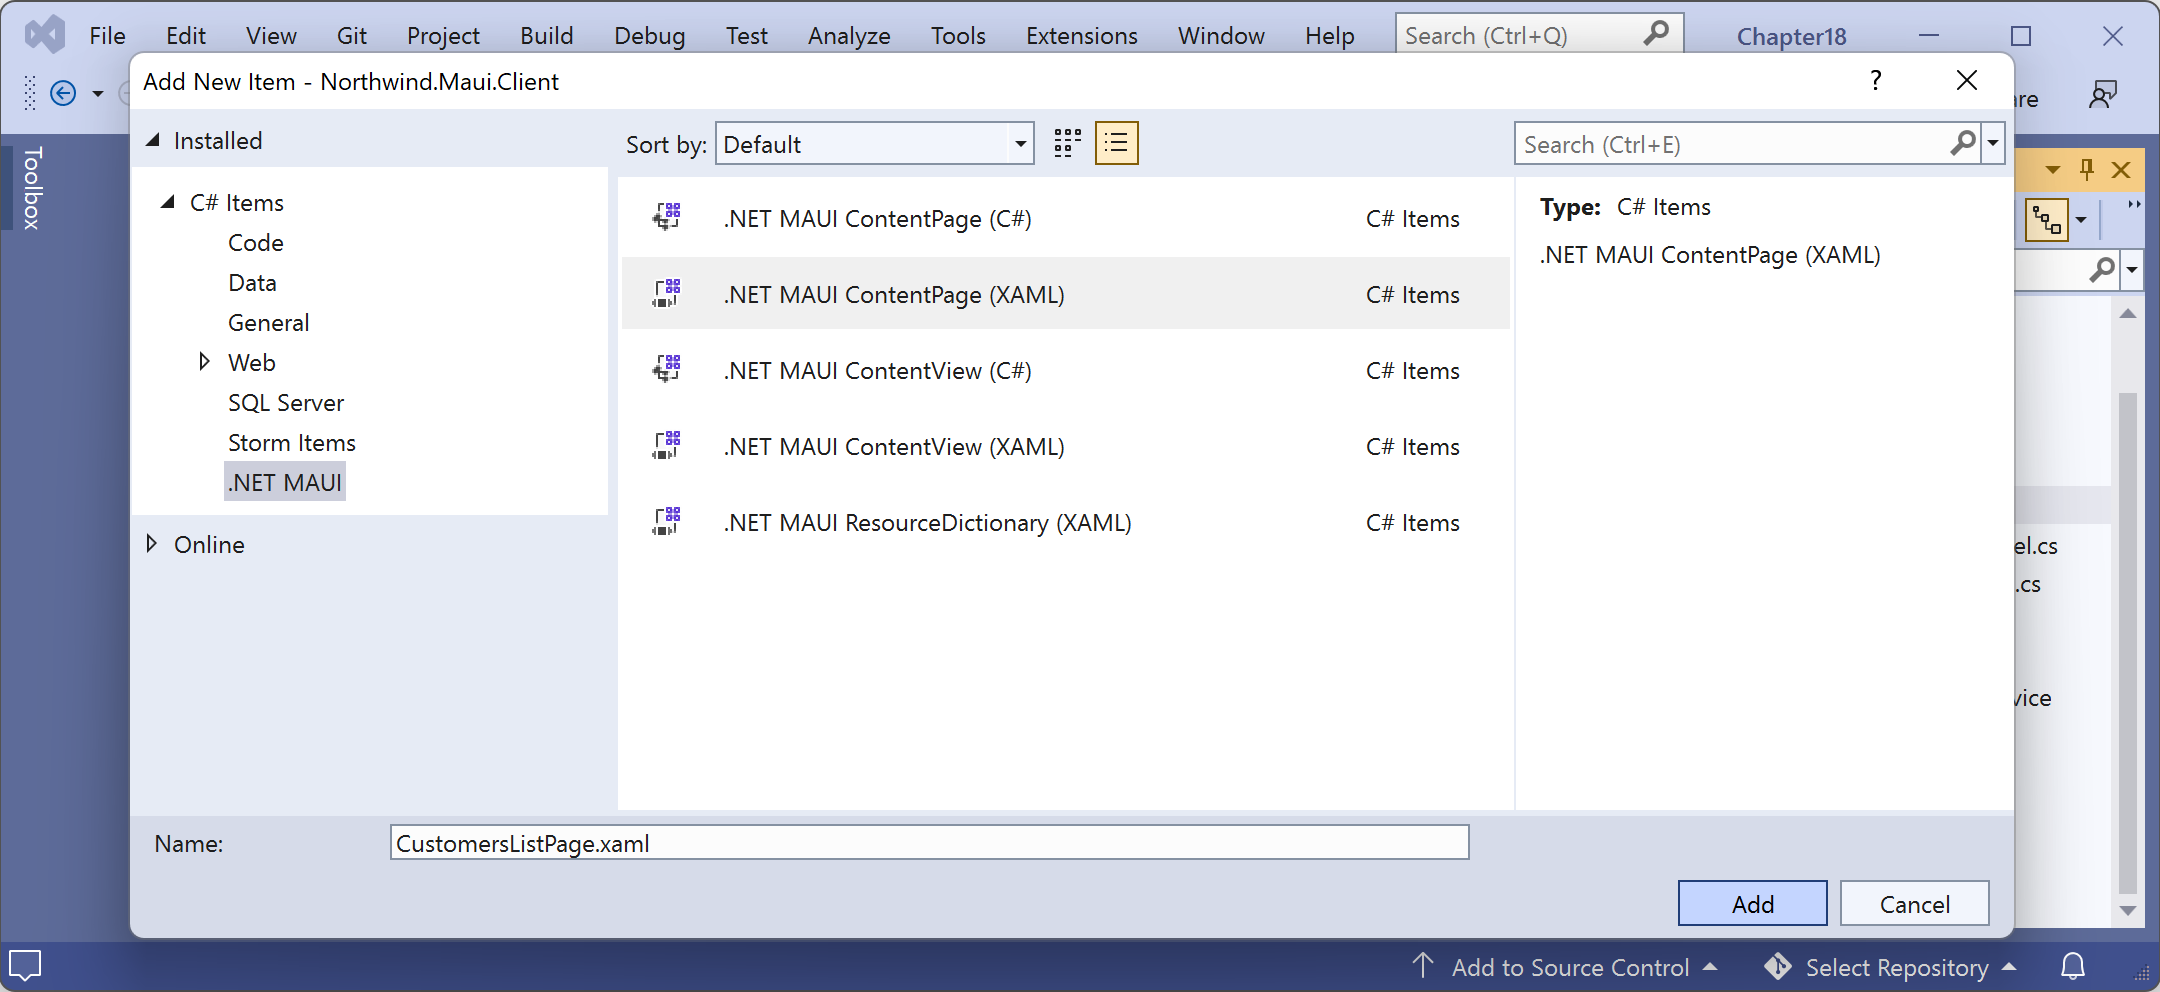 File Edit View Git Project Build Debug Test Analyze Tools Extensions Window Help Search (Ctrl+Q) Chapter18
Add New Item - Northwind.Maui.Client ?
Installed
Sort by: Default
Search (Ctrl+E)
Toolbox
C# Items
Code
Data
General
Web
SQL Server
Storm Items
.NET MAUI
Online
.NET MAUI ContentPage (C#) C# Items
.NET MAUI ContentPage (XAML) C# Items
.NET MAUI ContentView (C#) C# Items
.NET MAUI ContentView (XAML) C# Items
.NET MAUI ResourceDictionary (XAML) C# Items
Type: C# Items
.NET MAUI ContentPage (XAML)
el.cs
.cs
Name: CustomersListPage.xaml
Add Cancel
Add to Source Control Select Repository